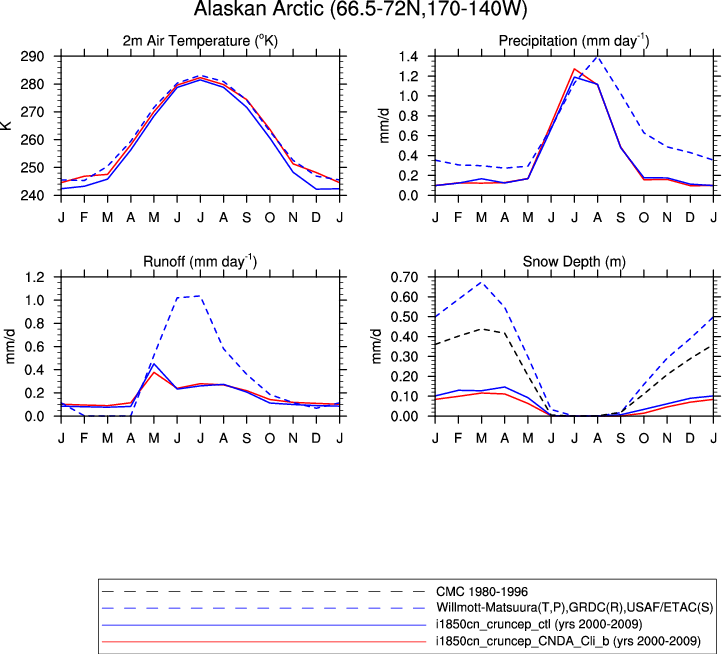 Alaskan Arctic (66.5-72N,170-140W)
2m Air Temperature (°K)
290
280
270
260
250
240
K
J F M A M J J A S O N D J
Precipitation (mm day-1)
1.4
1.2
1.0
0.8
0.6
0.4
0.2
0.0
mm/d
J F M A M J J A S O N D J
Runoff (mm day-1)
1.2
1.0
0.8
0.6
0.4
0.2
0.0
mm/d
J F M A M J J A S O N D J
Snow Depth (m)
0.70
0.60
0.50
0.40
0.30
0.20
0.10
0.00
mm/d
J F M A M J J A S O N D J
CMC 1980-1996
Willmott-Matsuura(T,P),GRDC(R),USAF/ETAC(S)
i1850cn_cruncep_ctl (yrs 2000-2009)
i1850cn_cruncep_CNDA_Cli_b (yrs 2000-2009)